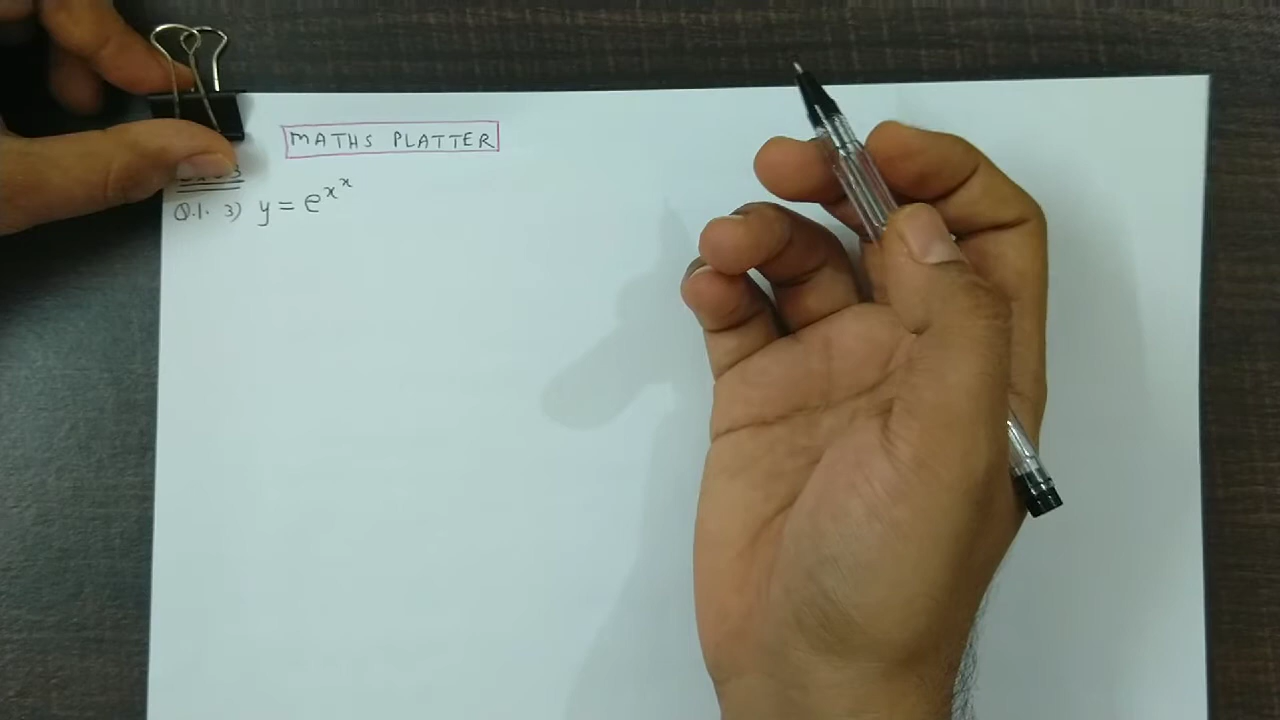 MATHS PLATTER
Q.1. 3) y = e^x^x